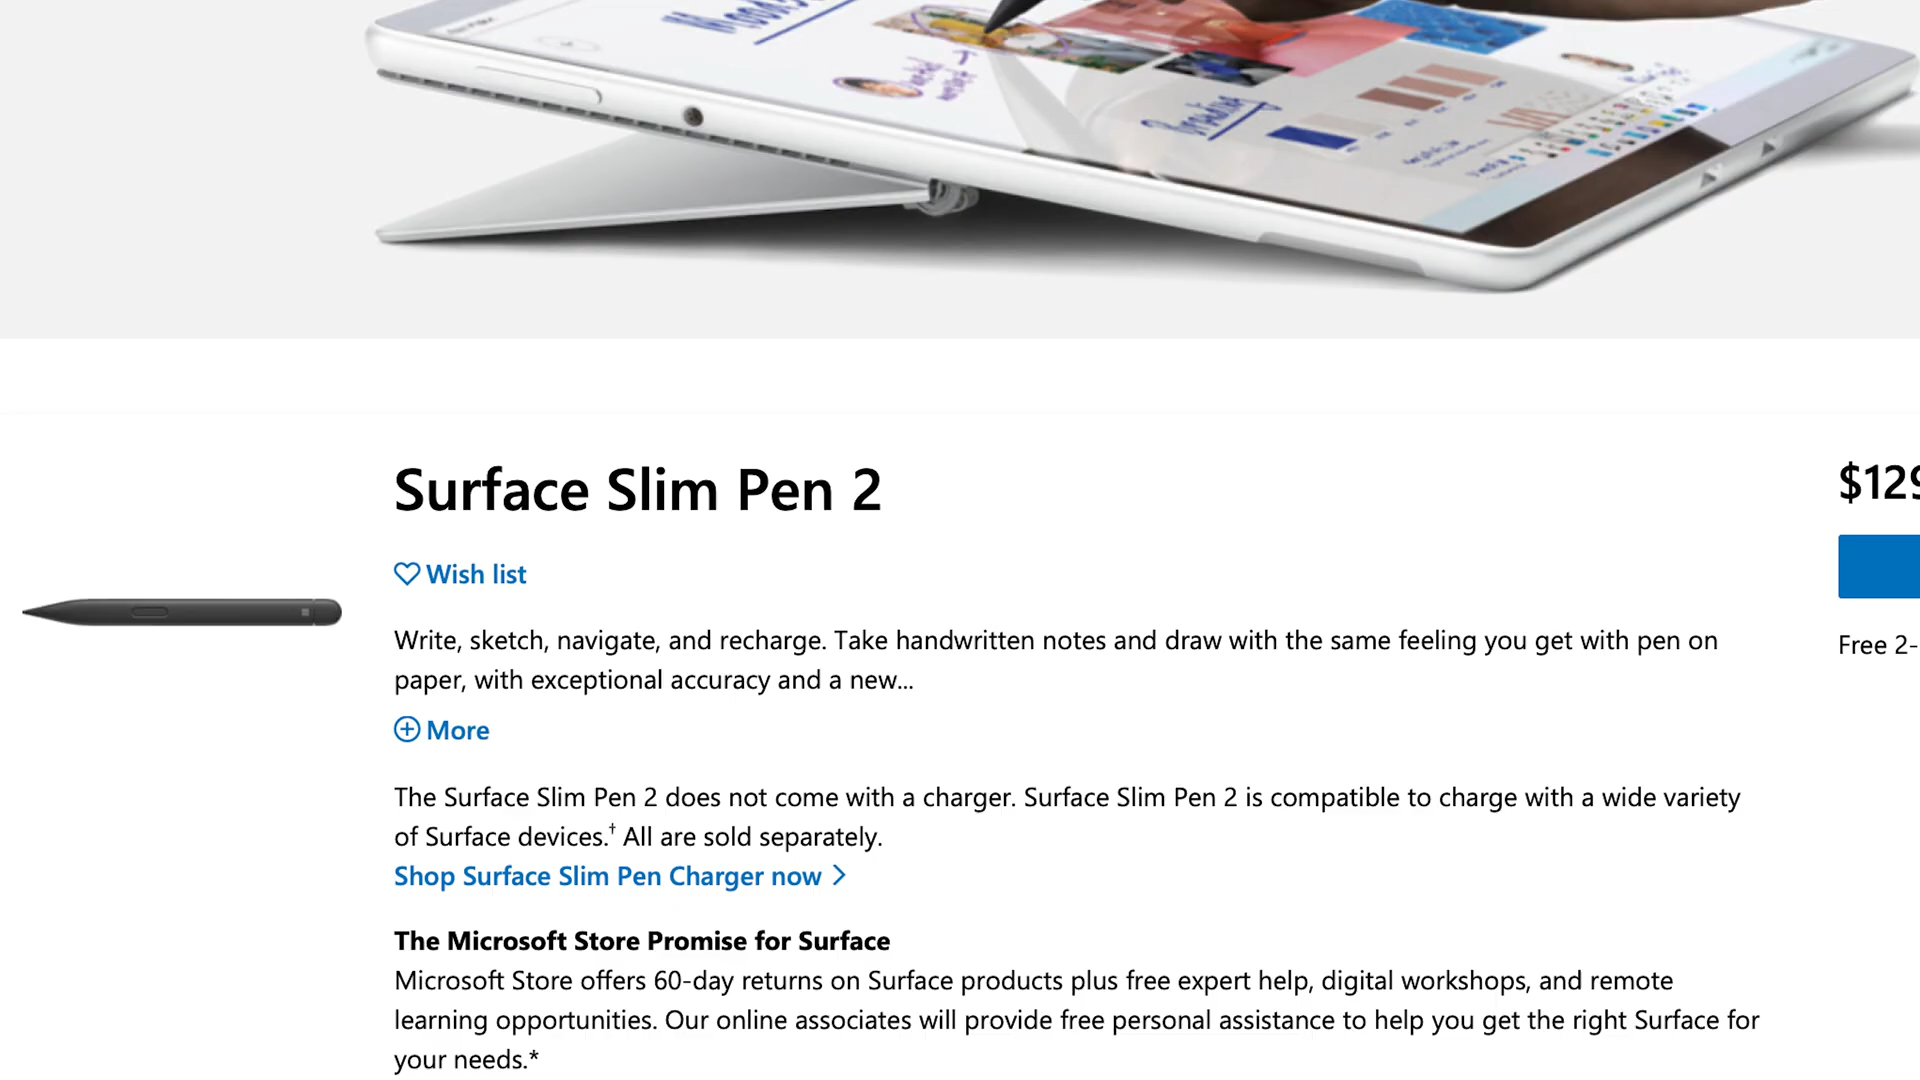 Branding
Surface Slim Pen 2
$129
Wish list
Write, sketch, navigate, and recharge. Take handwritten notes and draw with the same feeling you get with pen on
Free 2-
paper, with exceptional accuracy and a new...
More
The Surface Slim Pen 2 does not come with a charger. Surface Slim Pen 2 is compatible to charge with a wide variety
of Surface devices.† All are sold separately.
Shop Surface Slim Pen Charger now
The Microsoft Store Promise for Surface
Microsoft Store offers 60-day returns on Surface products plus free expert help, digital workshops, and remote
learning opportunities. Our online associates will provide free personal assistance to help you get the right Surface for
your needs.*